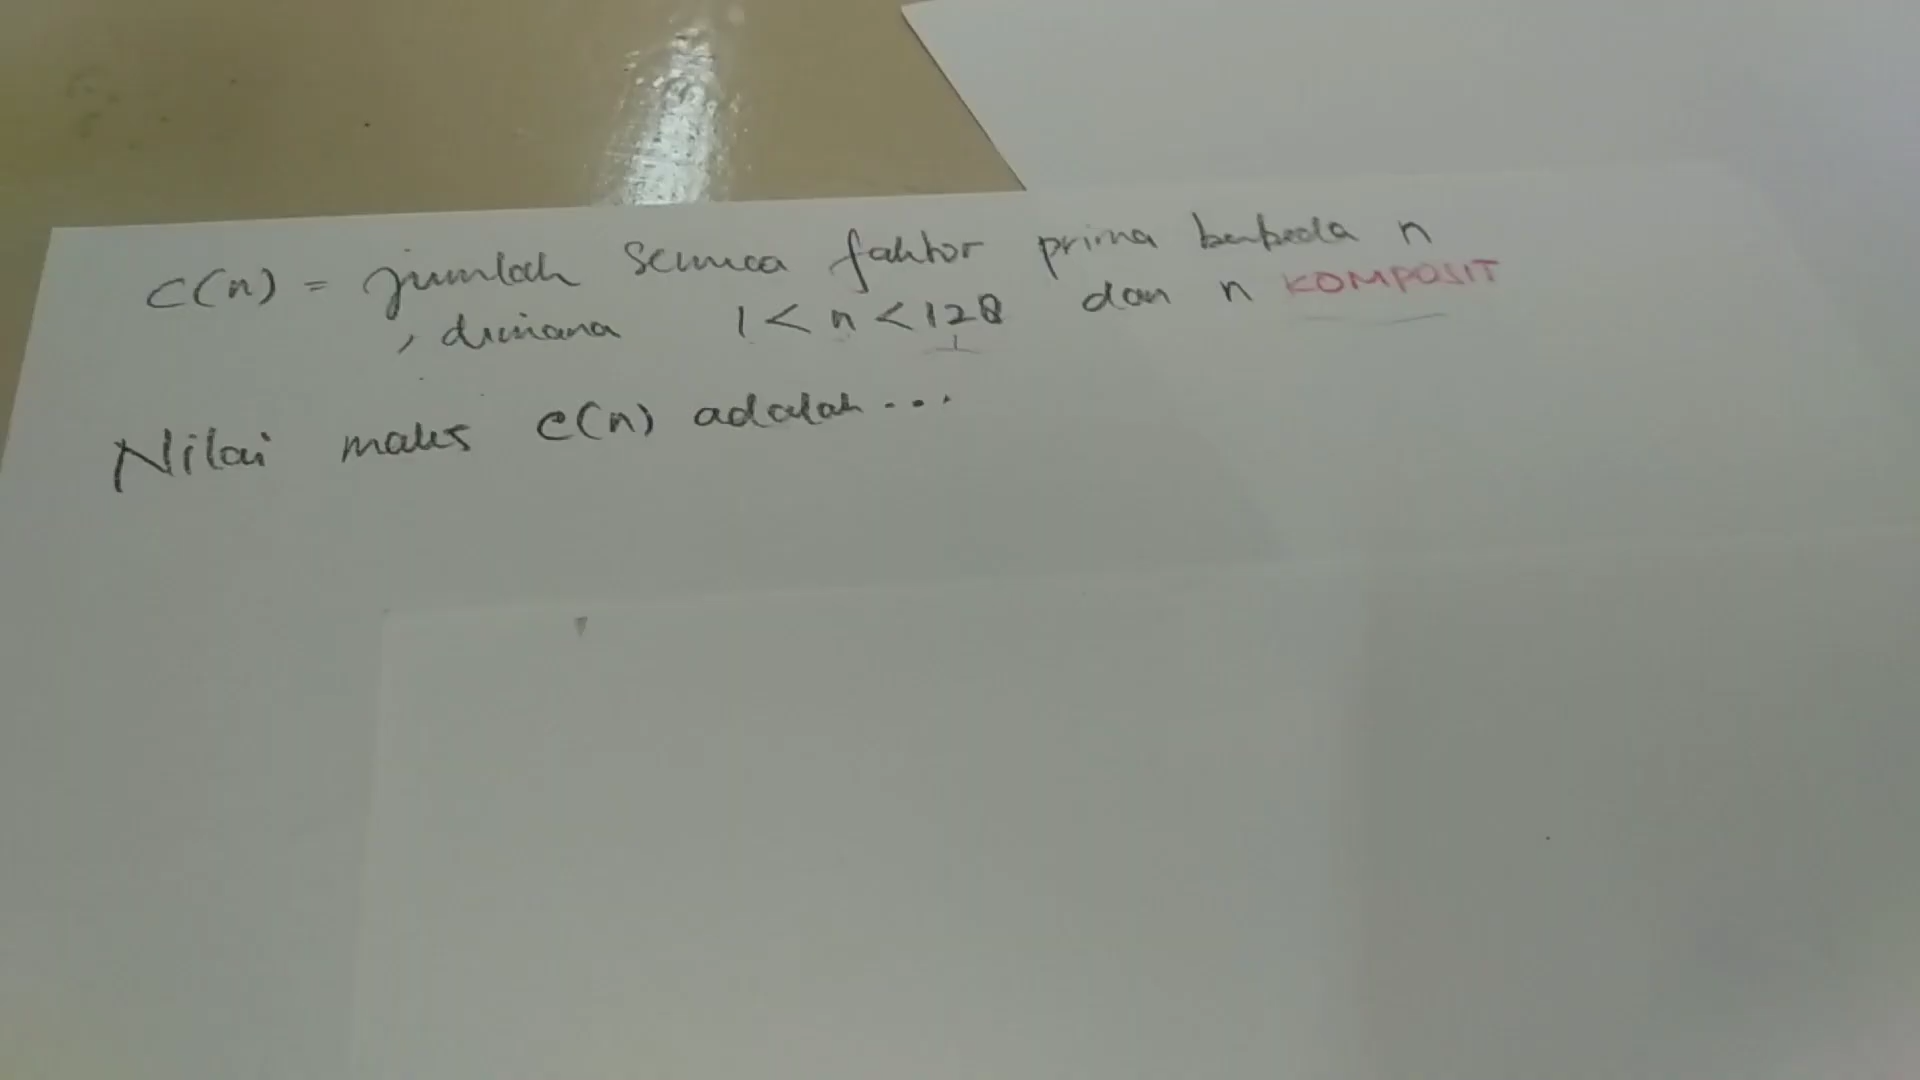 C(n) = jumlah semua faktor prima berbeda n
, dimana 1 < n < 128 dan n KOMPOSIT
Nilai maks C(n) adalah ...